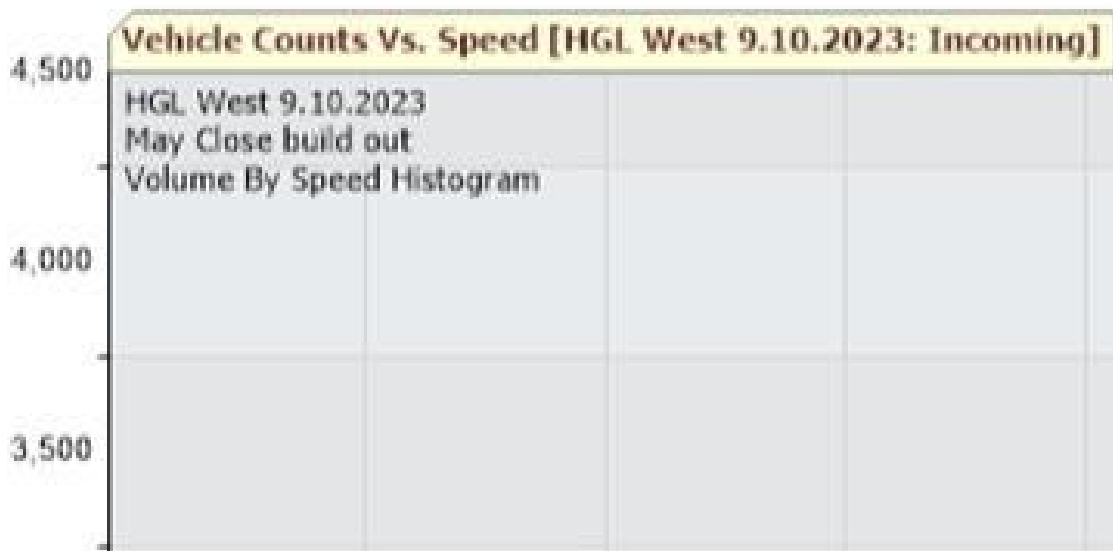 Vehicle Counts Vs. Speed [HGL West 9.10.2023: Incoming]
4,500
HGL West 9.10.2023
May Close build out
Volume By Speed Histogram
4,000
3,500